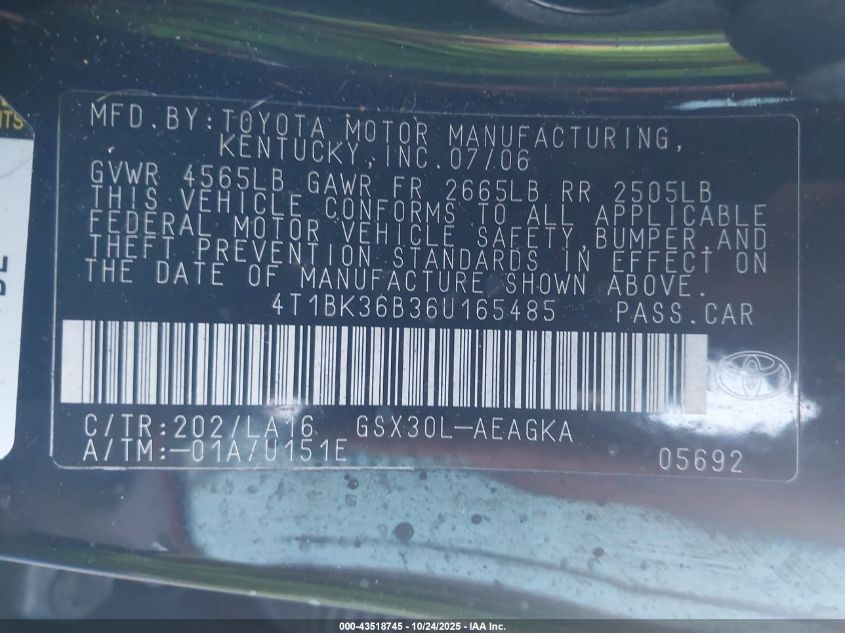 MFD.BY:TOYOTA MOTOR MANUFACTURING,
KENTUCKY,INC.07/06
GVWR 4565LB GAWR FR 2665LB RR 2505LB
THIS VEHICLE CONFORMS TO ALL APPLICABLE
FEDERAL MOTOR VEHICLE SAFETY,BUMPER,AND
THEFT PREVENTION STANDARDS IN EFFECT ON
THE DATE OF MANUFACTURE SHOWN ABOVE.
4T1BK36B36U165485 PASS.CAR
C/TR:202/LA16 GSX30L-AEAGKA
A/TM:-01A/U151E 05692
000-43518745 - 10/24/2025 - IAA Inc.